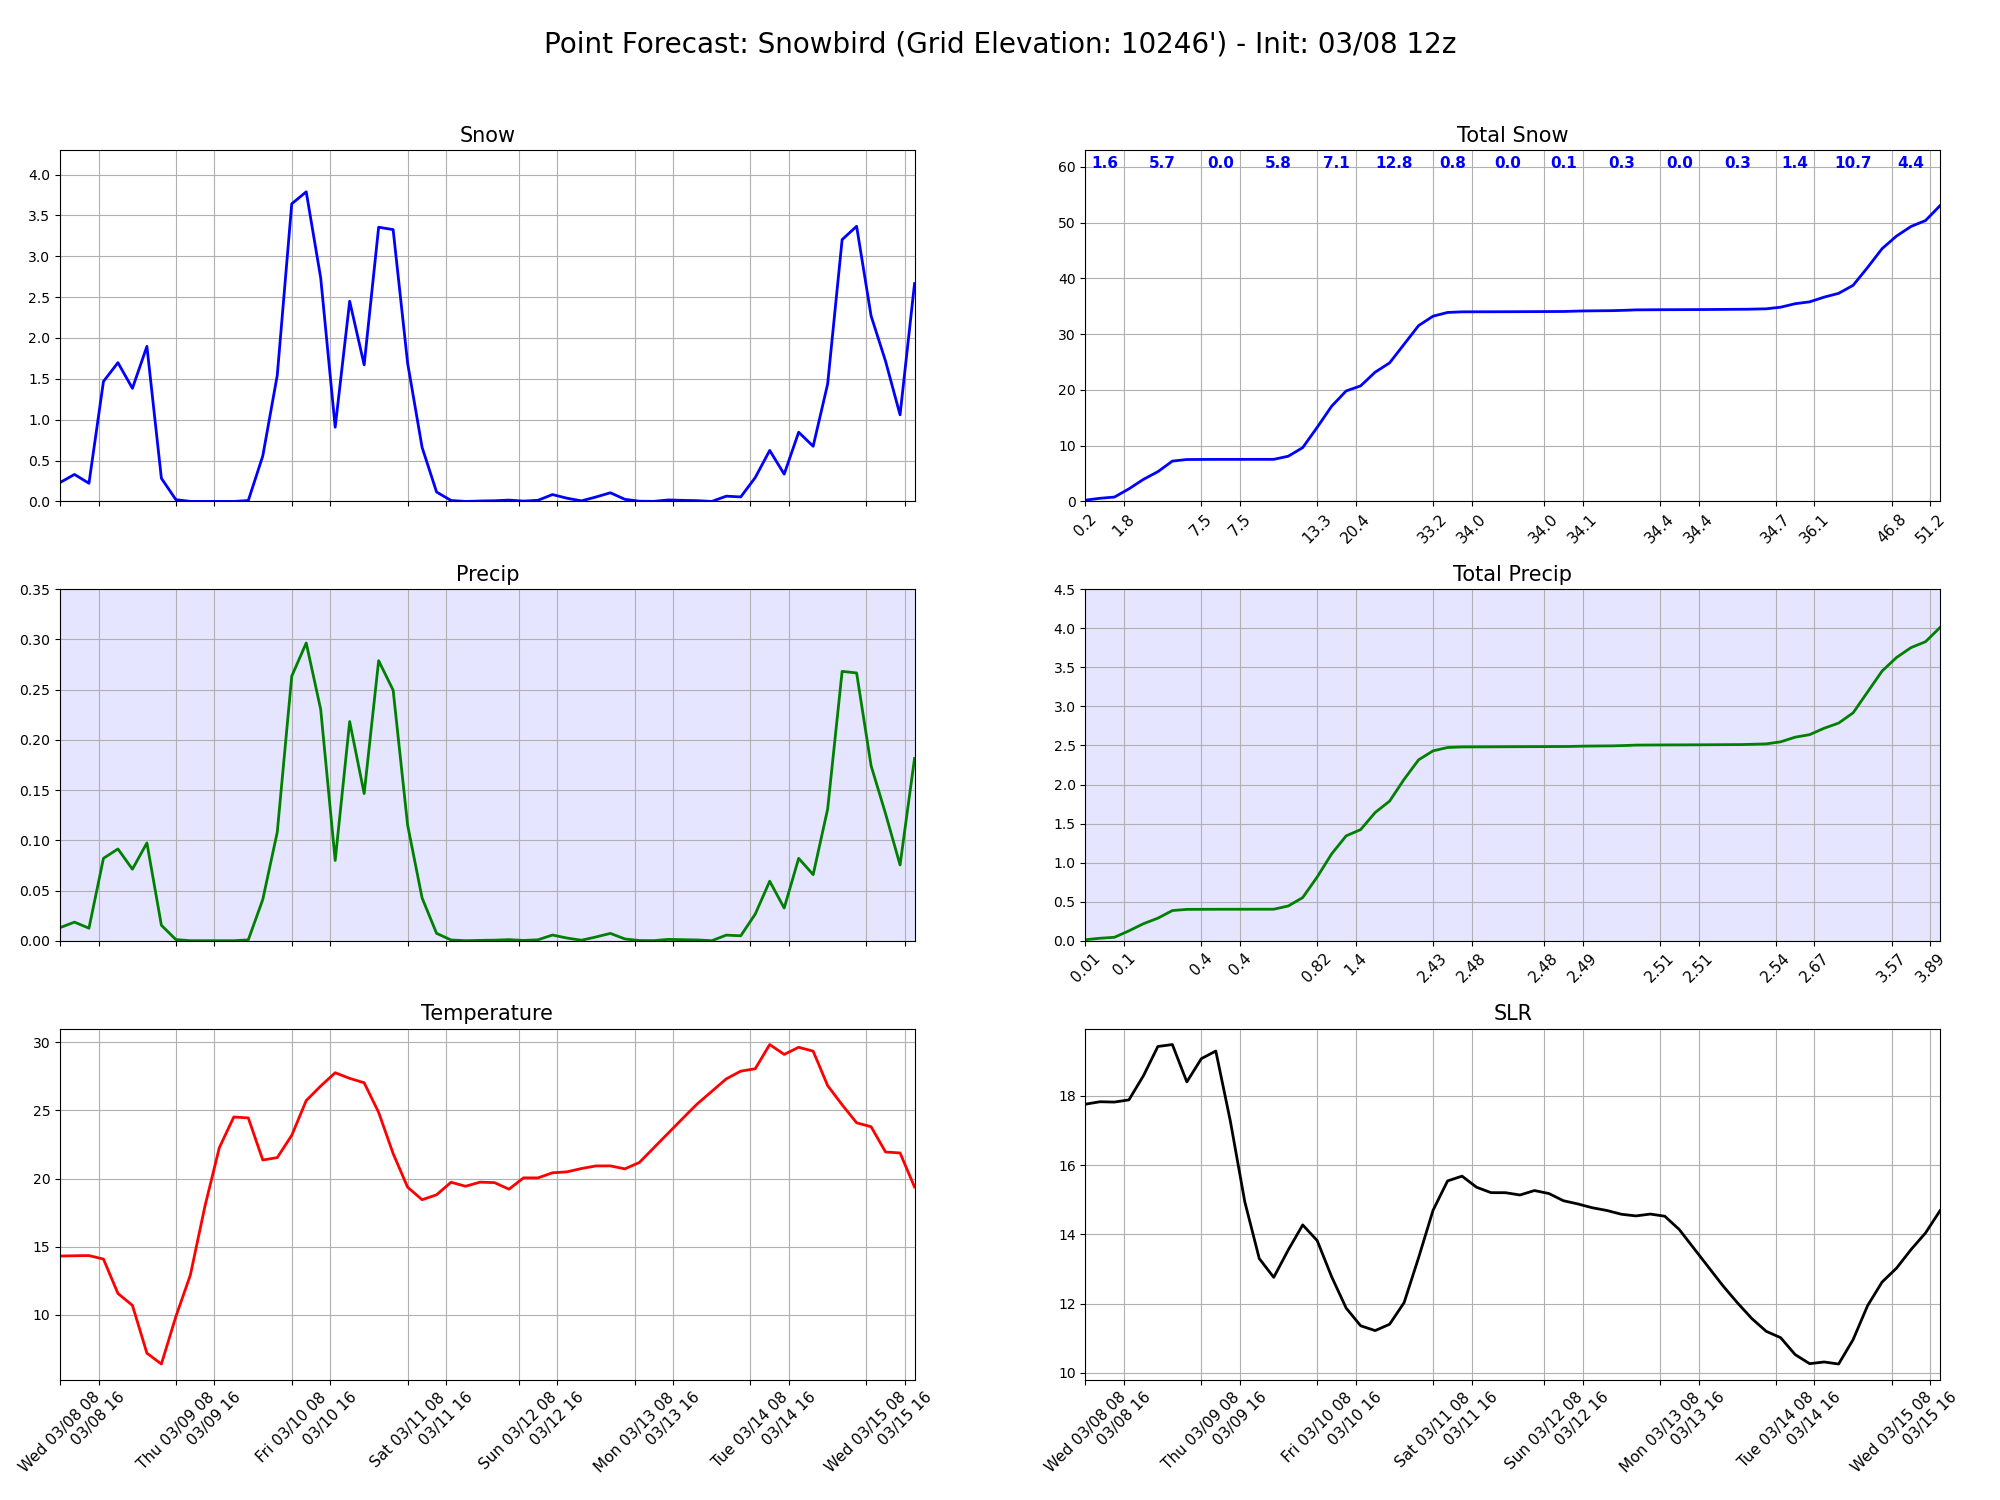 Point Forecast: Snowbird (Grid Elevation: 10246') - Init: 03/08 12z
Snow
4.0
3.5
3.0
2.5
2.0
1.5
1.0
0.5
0.0
Total Snow
1.6 5.7 0.0 5.8 7.1 12.8 0.8 0.0 0.1 0.3 0.0 0.3 1.4 10.7 4.4
60
50
40
30
20
10
0
0.2 1.8 7.5 7.5 13.3 20.4 33.2 34.0 34.0 34.1 34.4 34.4 34.7 36.1 46.8 51.2
Precip
0.35
0.30
0.25
0.20
0.15
0.10
0.05
0.00
Total Precip
4.5
4.0
3.5
3.0
2.5
2.0
1.5
1.0
0.5
0.0
0.01 0.1 0.4 0.4 0.82 1.4 2.43 2.48 2.48 2.49 2.51 2.51 2.54 2.67 3.57 3.89
Temperature
30
25
20
15
10
Wed 03/08 08
03/08 16
Thu 03/09 08
03/09 16
Fri 03/10 08
03/10 16
Sat 03/11 08
03/11 16
Sun 03/12 08
03/12 16
Mon 03/13 08
03/13 16
Tue 03/14 08
03/14 16
Wed 03/15 08
03/15 16
SLR
18
16
14
12
10
Wed 03/08 08
03/08 16
Thu 03/09 08
03/09 16
Fri 03/10 08
03/10 16
Sat 03/11 08
03/11 16
Sun 03/12 08
03/12 16
Mon 03/13 08
03/13 16
Tue 03/14 08
03/14 16
Wed 03/15 08
03/15 16